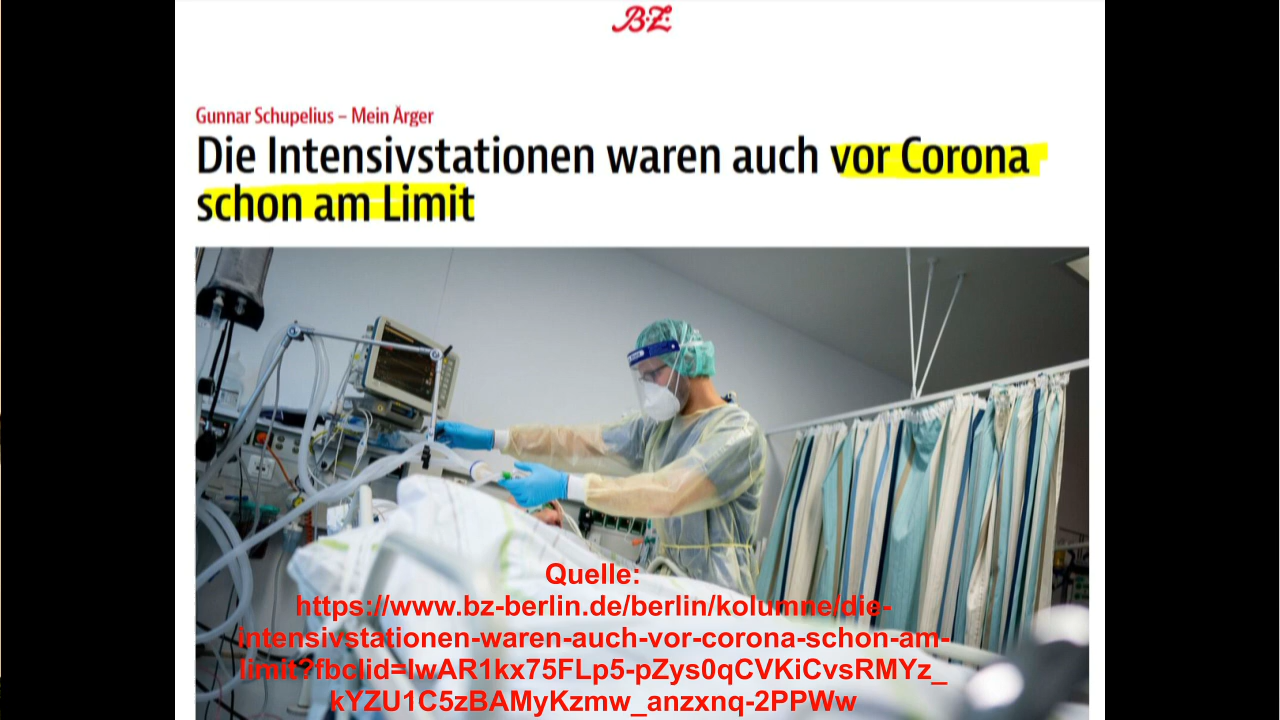 B.Z.
Gunnar Schupelius – Mein Ärger
Die Intensivstationen waren auch vor Corona
schon am Limit
Quelle:
https://www.bz-berlin.de/berlin/kolumne/die-
intensivstationen-waren-auch-vor-corona-schon-am-
limit?fbclid=IwAR1kx75FLp5-pZys0qCVKiCvsRMYz_
kYZU1C5zBAMyKzmw_anzxnq-2PPWw